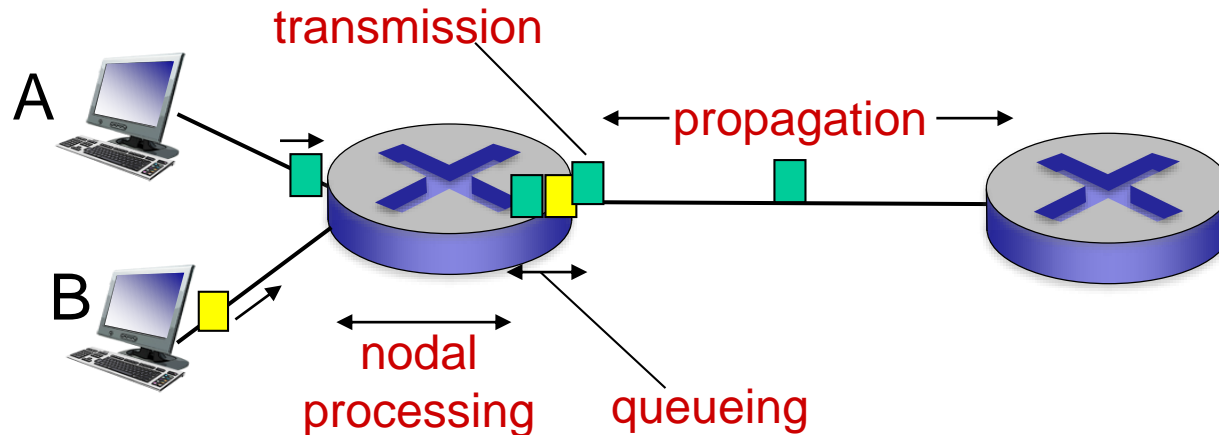 transmission
A
propagation
B
nodal
processing
queueing